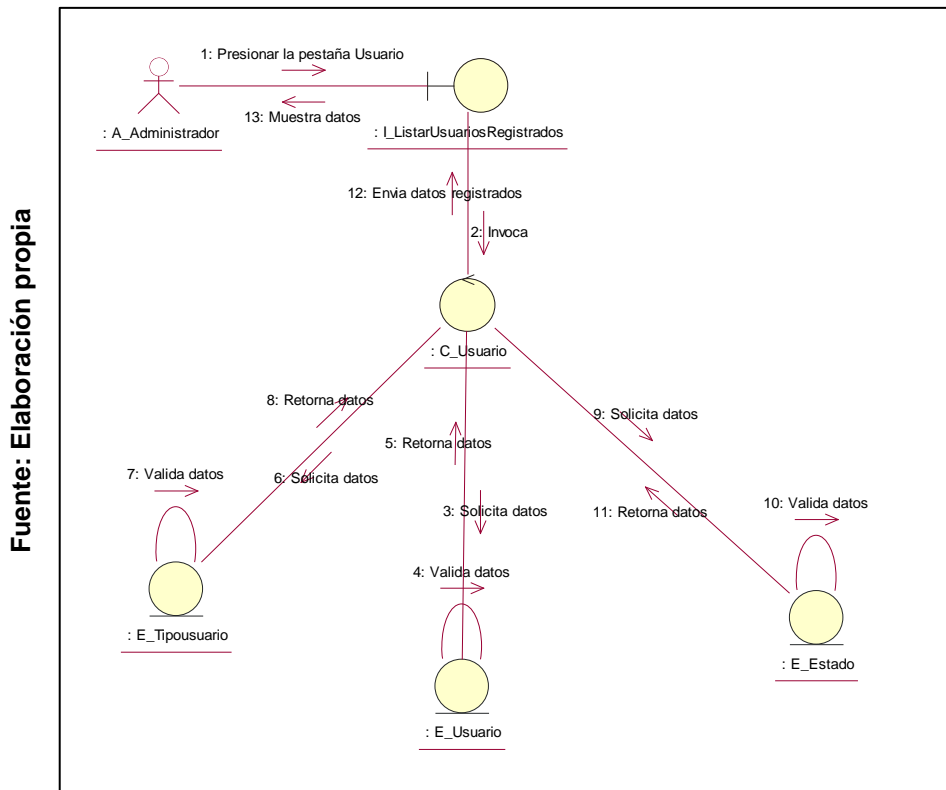 Fuente: Elaboración propia
1: Presionar la pestaña Usuario
13: Muestra datos
: A_Administrador
: I_ListarUsuariosRegistrados
12: Envia datos registrados
2: Invoca
: C_Usuario
8: Retorna datos
9: Solicita datos
5: Retorna datos
7: Valida datos
6: Solicita datos
10: Valida datos
3: Solicita datos
11: Retorna datos
4: Valida datos
: E_Tipousuario
: E_Estado
: E_Usuario